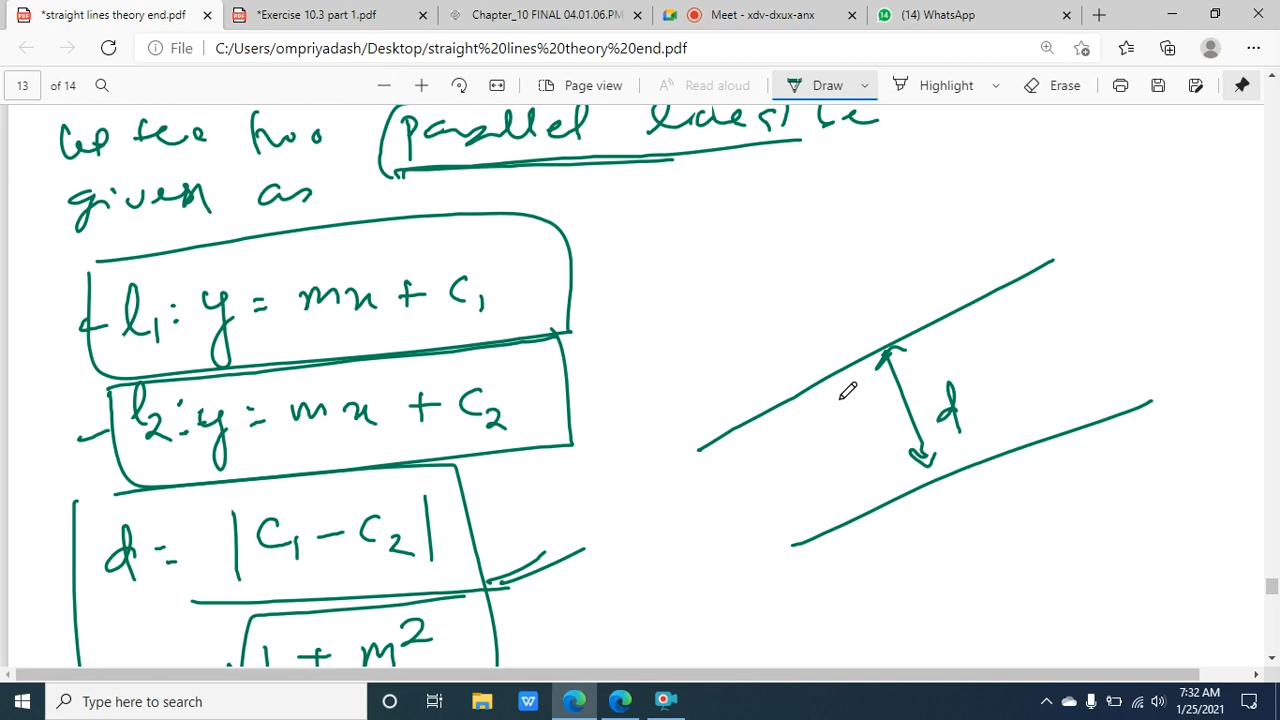 *straight lines theory end.pdf
*Exercise 10.3 part 1.pdf
Chapter_10 FINAL 04.01.06.PM
Meet - xdv-dxux-anx
(14) WhatsApp
File C:/Users/ompriyadash/Desktop/straight%20lines%20theory%20end.pdf
13 of 14 Page view Read aloud Draw Highlight Erase
parallel lines be
given as
l₁ : y = mx + c₁
l₂ : y = mx + c₂
d
d = |c₁ - c₂|
√1 + m²
Type here to search
7:32 AM
1/25/2021